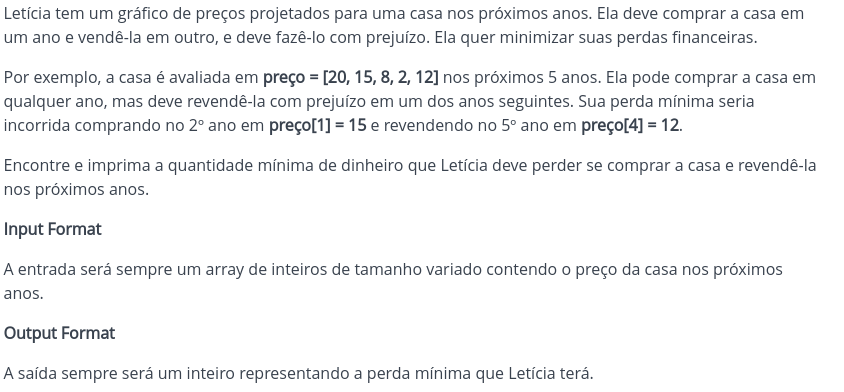 Letícia tem um gráfico de preços projetados para uma casa nos próximos anos. Ela deve comprar a casa em
um ano e vendê-la em outro, e deve fazê-lo com prejuízo. Ela quer minimizar suas perdas financeiras.
Por exemplo, a casa é avaliada em preço = [20, 15, 8, 2, 12] nos próximos 5 anos. Ela pode comprar a casa em
qualquer ano, mas deve revendê-la com prejuízo em um dos anos seguintes. Sua perda mínima seria
incorrida comprando no 2º ano em preço[1] = 15 e revendendo no 5º ano em preço[4] = 12.
Encontre e imprima a quantidade mínima de dinheiro que Letícia deve perder se comprar a casa e revendê-la
nos próximos anos.
Input Format
A entrada será sempre um array de inteiros de tamanho variado contendo o preço da casa nos próximos
anos.
Output Format
A saída sempre será um inteiro representando a perda mínima que Letícia terá.